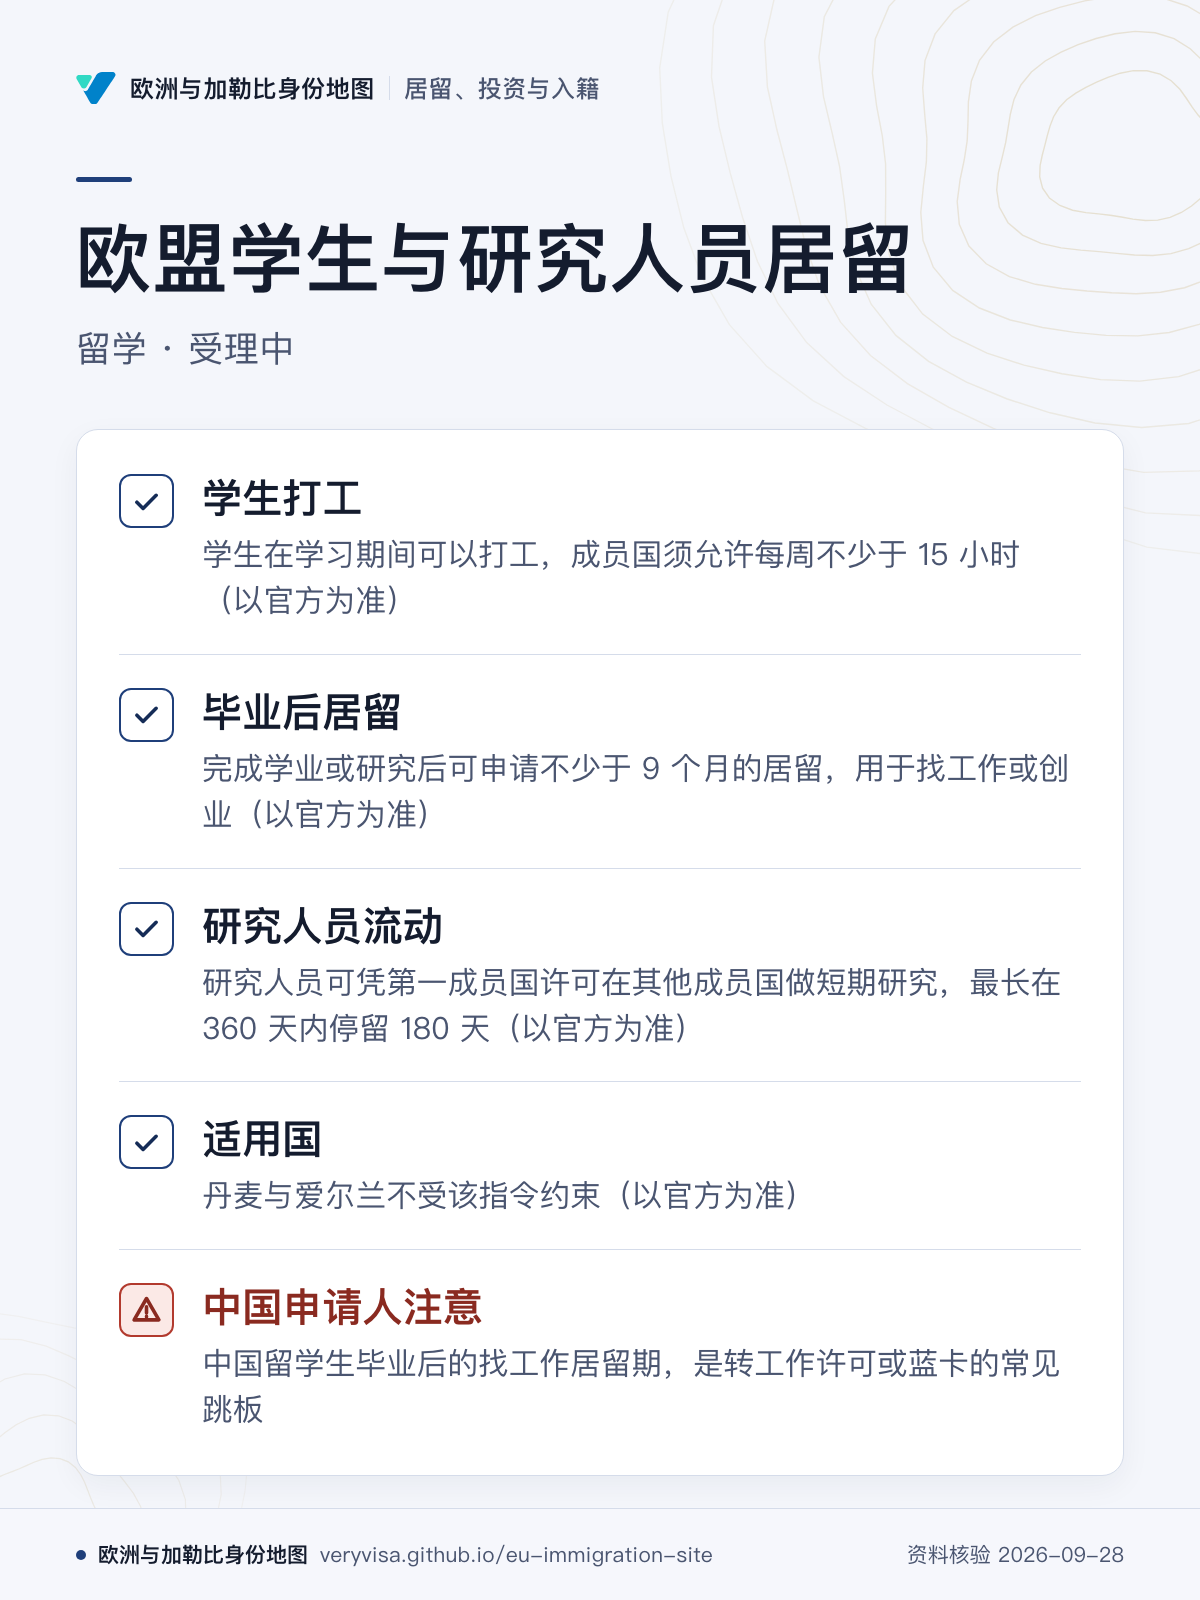 欧洲与加勒比身份地图 居留、投资与入籍
欧盟学生与研究人员居留
留学 · 受理中
学生打工
学生在学习期间可以打工，成员国须允许每周不少于 15 小时
（以官方为准）
毕业后居留
完成学业或研究后可申请不少于 9 个月的居留，用于找工作或创
业（以官方为准）
研究人员流动
研究人员可凭第一成员国许可在其他成员国做短期研究，最长在
360 天内停留 180 天（以官方为准）
适用国
丹麦与爱尔兰不受该指令约束（以官方为准）
中国申请人注意
中国留学生毕业后的找工作居留期，是转工作许可或蓝卡的常见
跳板
欧洲与加勒比身份地图 veryvisa.github.io/eu-immigration-site 资料核验 2026-09-28